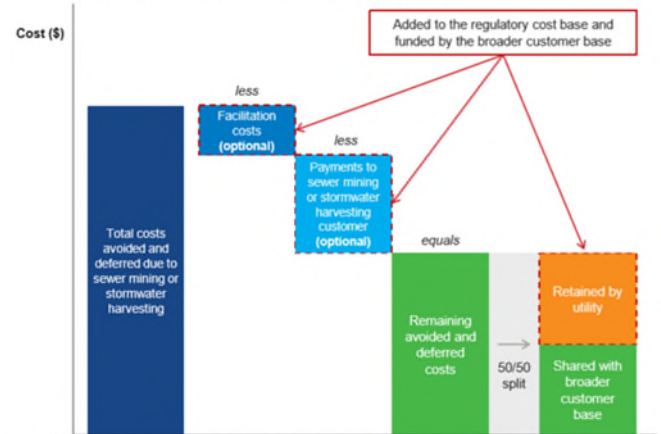 Cost ($)
Added to the regulatory cost base and
funded by the broader customer base
less
Facilitation
costs
(optional)
less
Payments to
sewer mining
or stormwater
harvesting
customer
(optional)
Total costs
avoided and
deferred due to
sewer mining or
stormwater
harvesting
equals
Remaining
avoided and
deferred
costs
50/50
split
Retained by
utility
Shared with
broader
customer
base